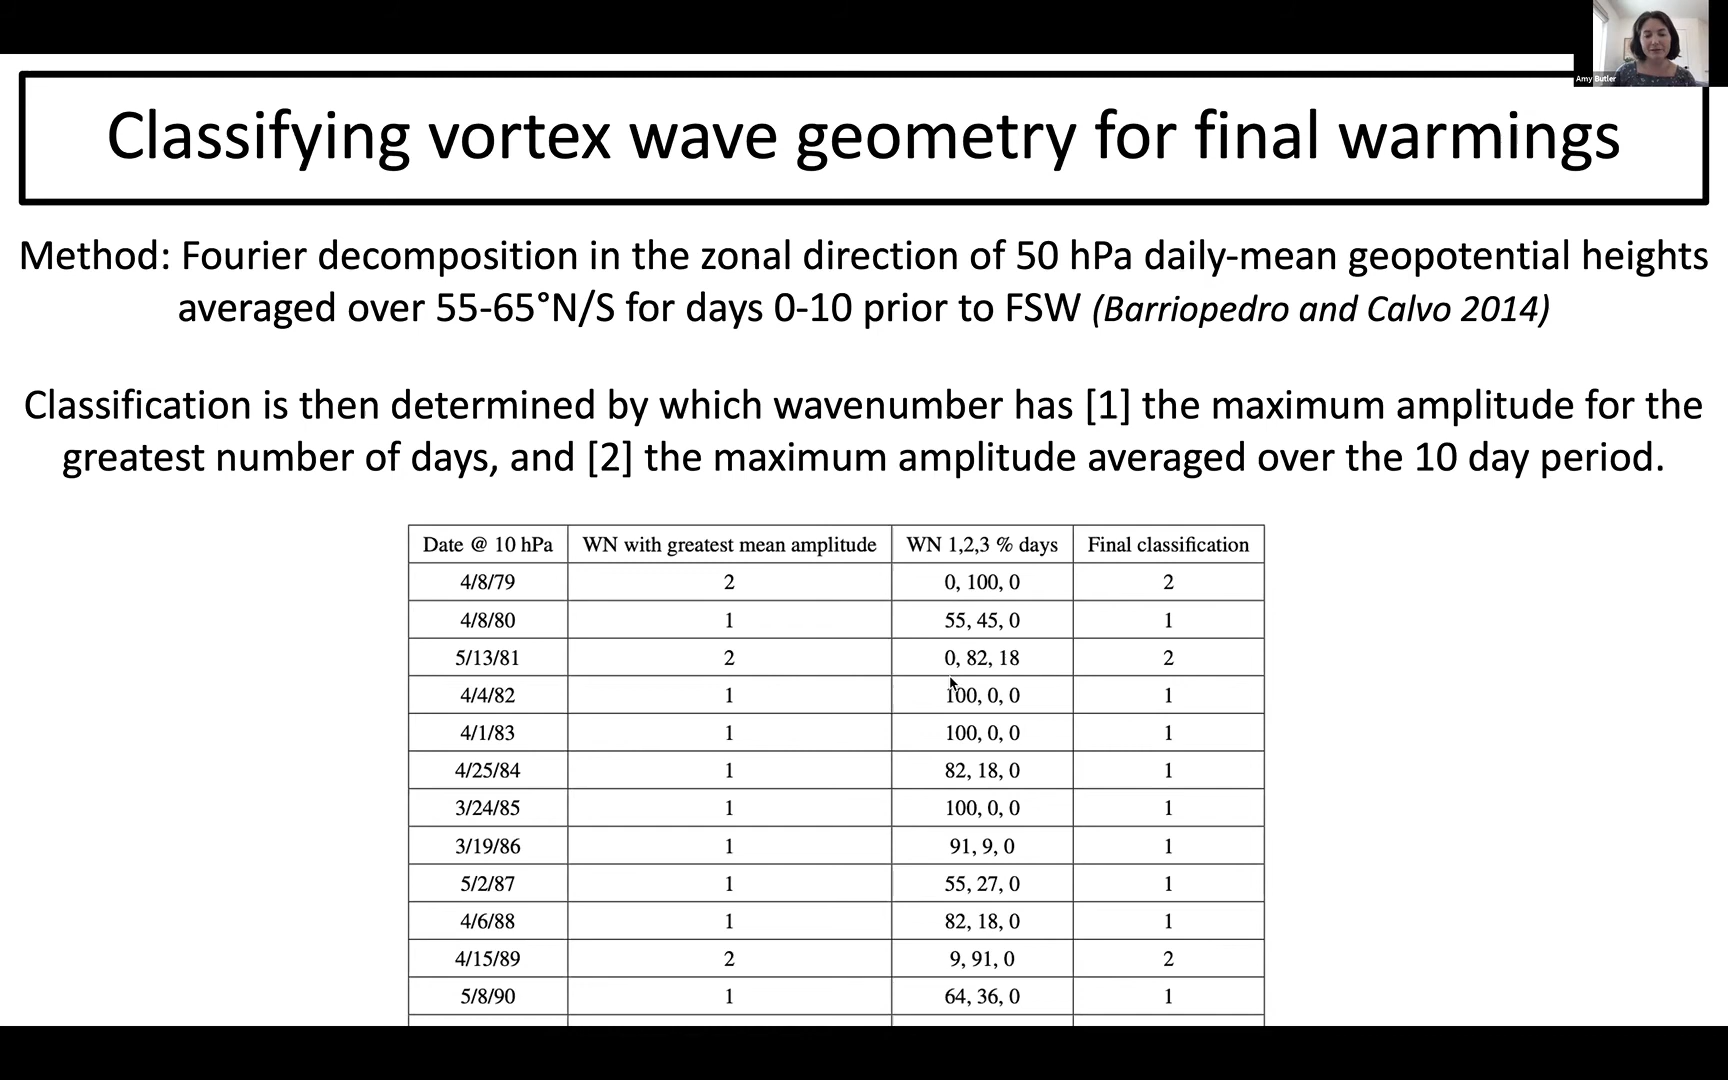 Amy Butler
Classifying vortex wave geometry for final warmings
Method: Fourier decomposition in the zonal direction of 50 hPa daily-mean geopotential heights
averaged over 55-65°N/S for days 0-10 prior to FSW (Barriopedro and Calvo 2014)
Classification is then determined by which wavenumber has [1] the maximum amplitude for the
greatest number of days, and [2] the maximum amplitude averaged over the 10 day period.
Date @ 10 hPa WN with greatest mean amplitude WN 1,2,3 % days Final classification
4/8/79 2 0, 100, 0 2
4/8/80 1 55, 45, 0 1
5/13/81 2 0, 82, 18 2
4/4/82 1 100, 0, 0 1
4/1/83 1 100, 0, 0 1
4/25/84 1 82, 18, 0 1
3/24/85 1 100, 0, 0 1
3/19/86 1 91, 9, 0 1
5/2/87 1 55, 27, 0 1
4/6/88 1 82, 18, 0 1
4/15/89 2 9, 91, 0 2
5/8/90 1 64, 36, 0 1